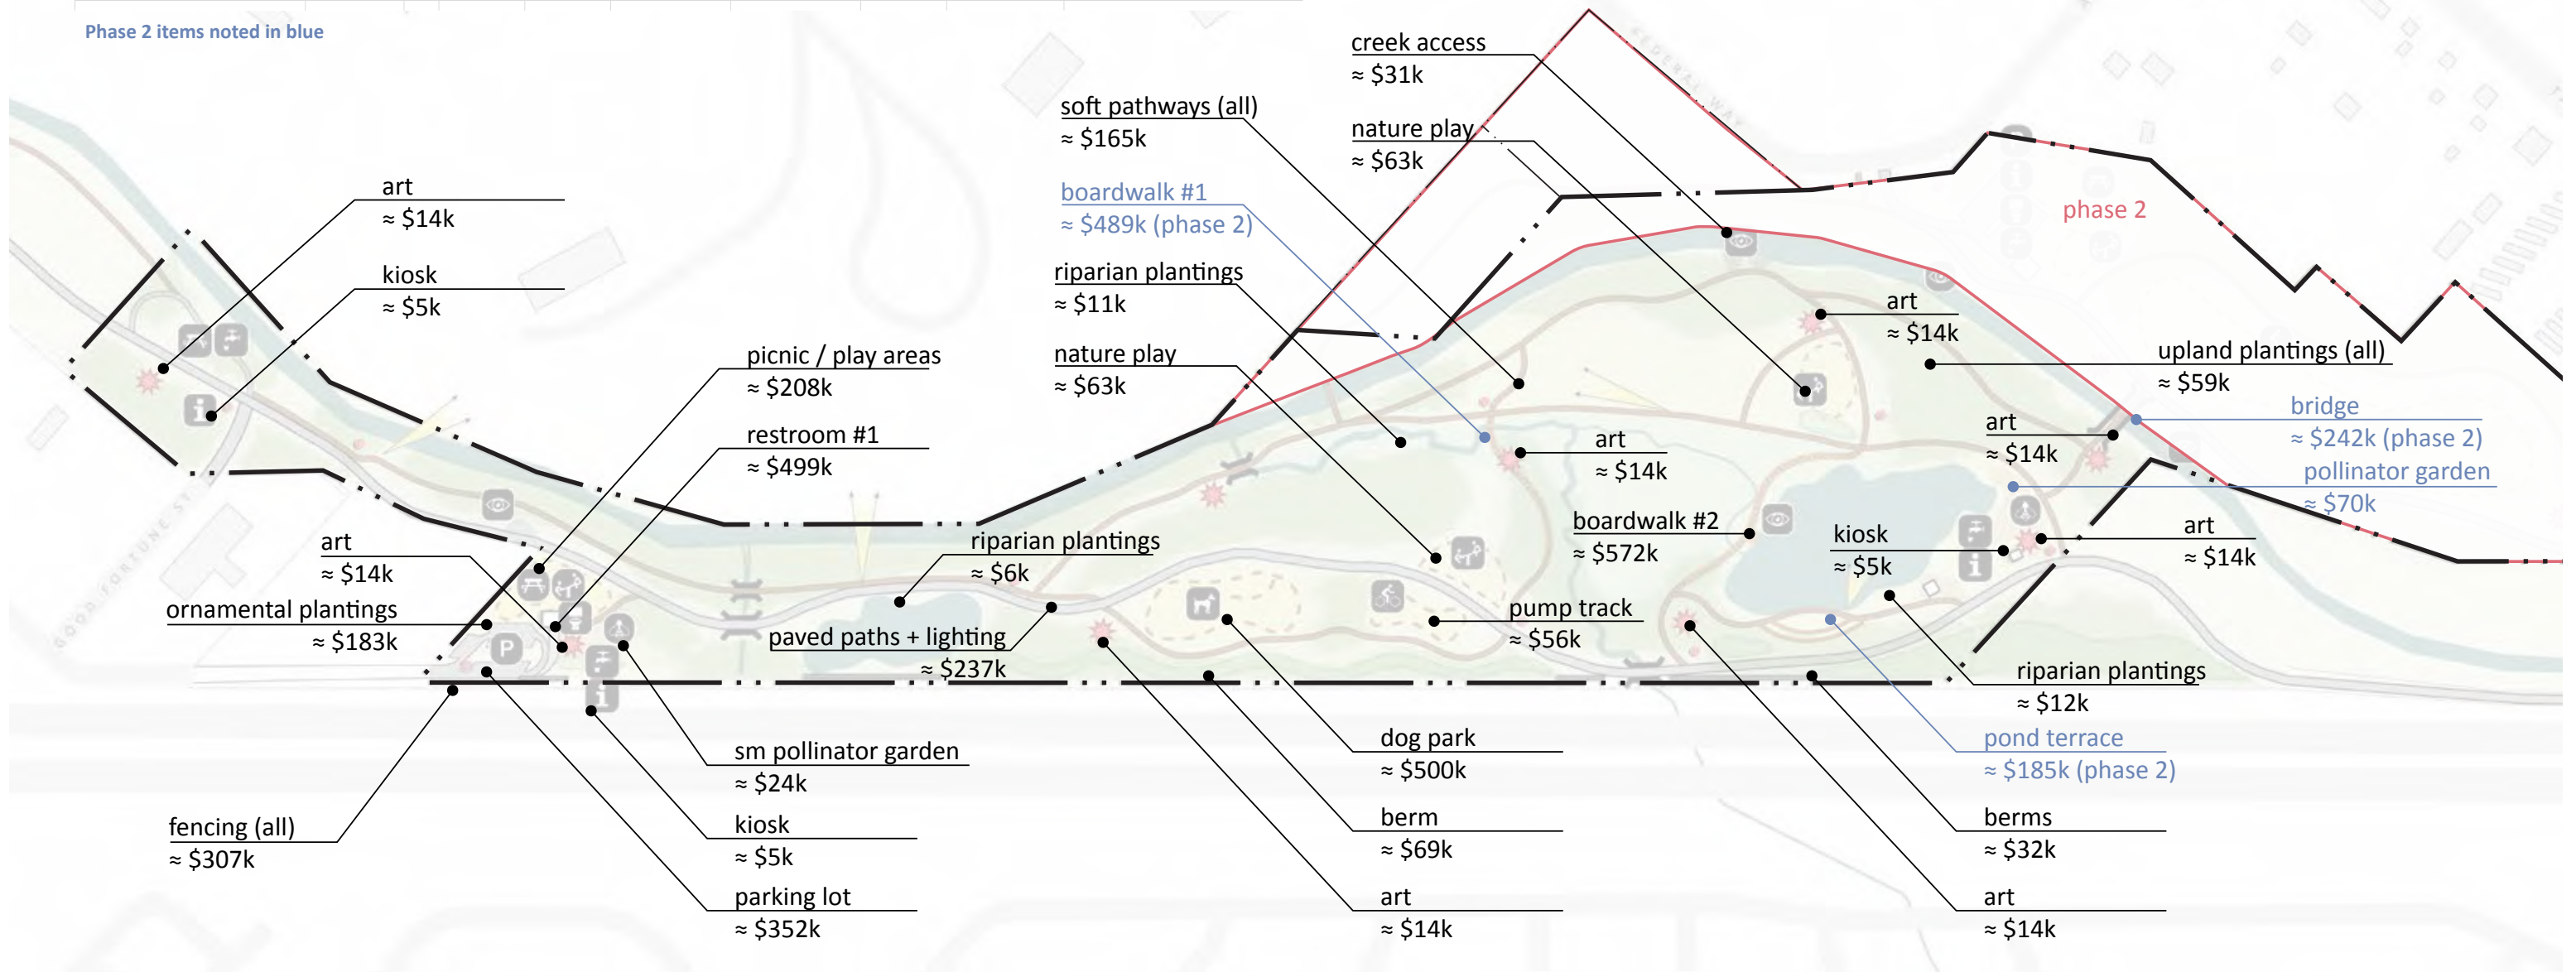 Phase 2 items noted in blue
FEDERAL WAY
GOOD FORTUNE ST
creek access
≈ $31k
soft pathways (all)
≈ $165k
nature play
≈ $63k
boardwalk #1
≈ $489k (phase 2)
riparian plantings
≈ $11k
nature play
≈ $63k
phase 2
art
≈ $14k
kiosk
≈ $5k
picnic / play areas
≈ $208k
restroom #1
≈ $499k
art
≈ $14k
upland plantings (all)
≈ $59k
bridge
≈ $242k (phase 2)
art
≈ $14k
pollinator garden
≈ $70k
art
≈ $14k
boardwalk #2
≈ $572k
kiosk
≈ $5k
art
≈ $14k
art
≈ $14k
ornamental plantings
≈ $183k
riparian plantings
≈ $6k
paved paths + lighting
≈ $237k
P
pump track
≈ $56k
riparian plantings
≈ $12k
sm pollinator garden
≈ $24k
dog park
≈ $500k
pond terrace
≈ $185k (phase 2)
fencing (all)
≈ $307k
kiosk
≈ $5k
berm
≈ $69k
berms
≈ $32k
parking lot
≈ $352k
art
≈ $14k
art
≈ $14k